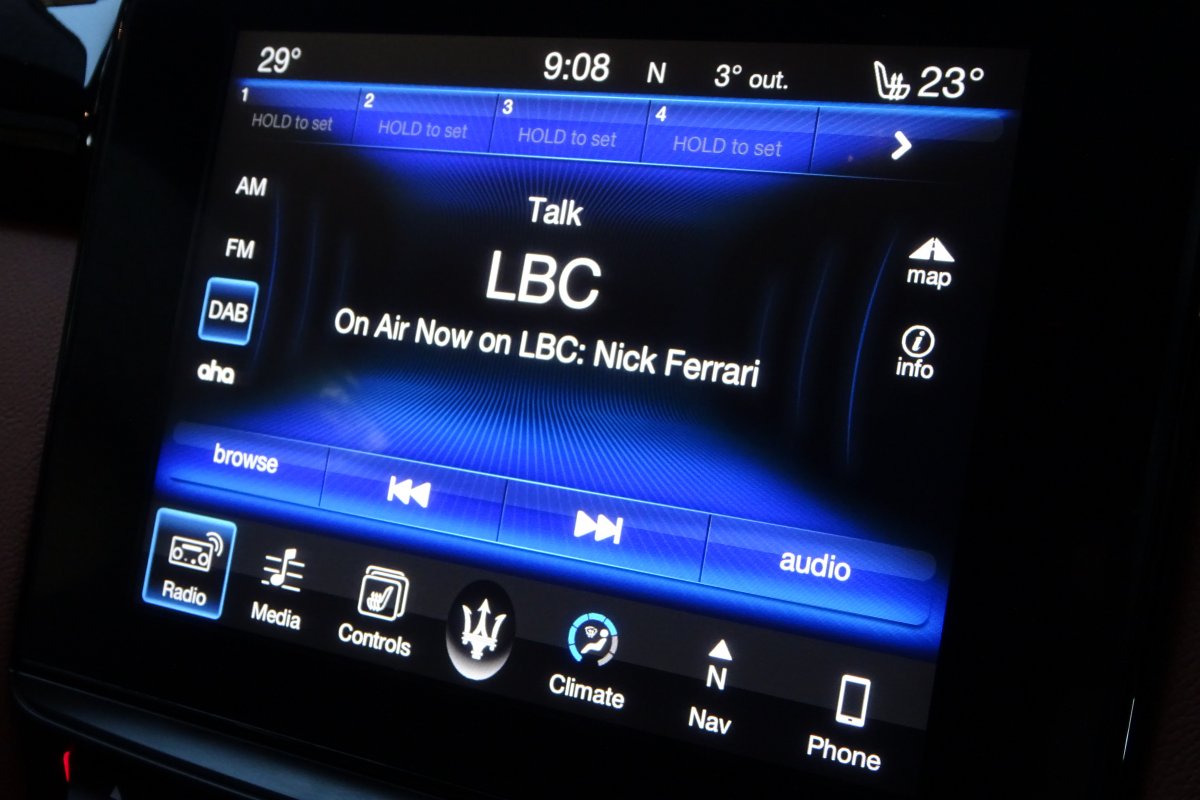 29° 9:08 N 3° out. 23°
1 2 3 4
HOLD to set HOLD to set HOLD to set HOLD to set
AM
Talk
FM
LBC
map
DAB
On Air Now on LBC: Nick Ferrari
info
aha
browse
audio
Radio
Media
Controls
Climate
N
Nav
Phone